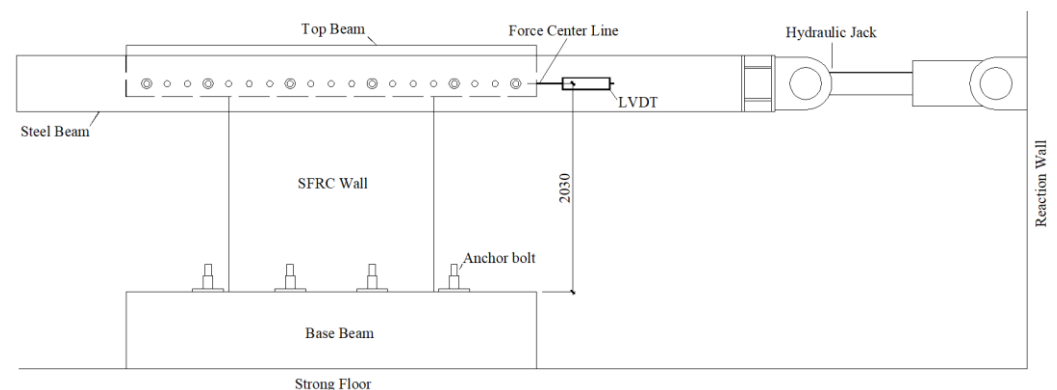 Top Beam
Force Center Line
Hydraulic Jack
LVDT
Steel Beam
SFRC Wall
2030
Reaction Wall
Anchor bolt
Base Beam
Strong Floor